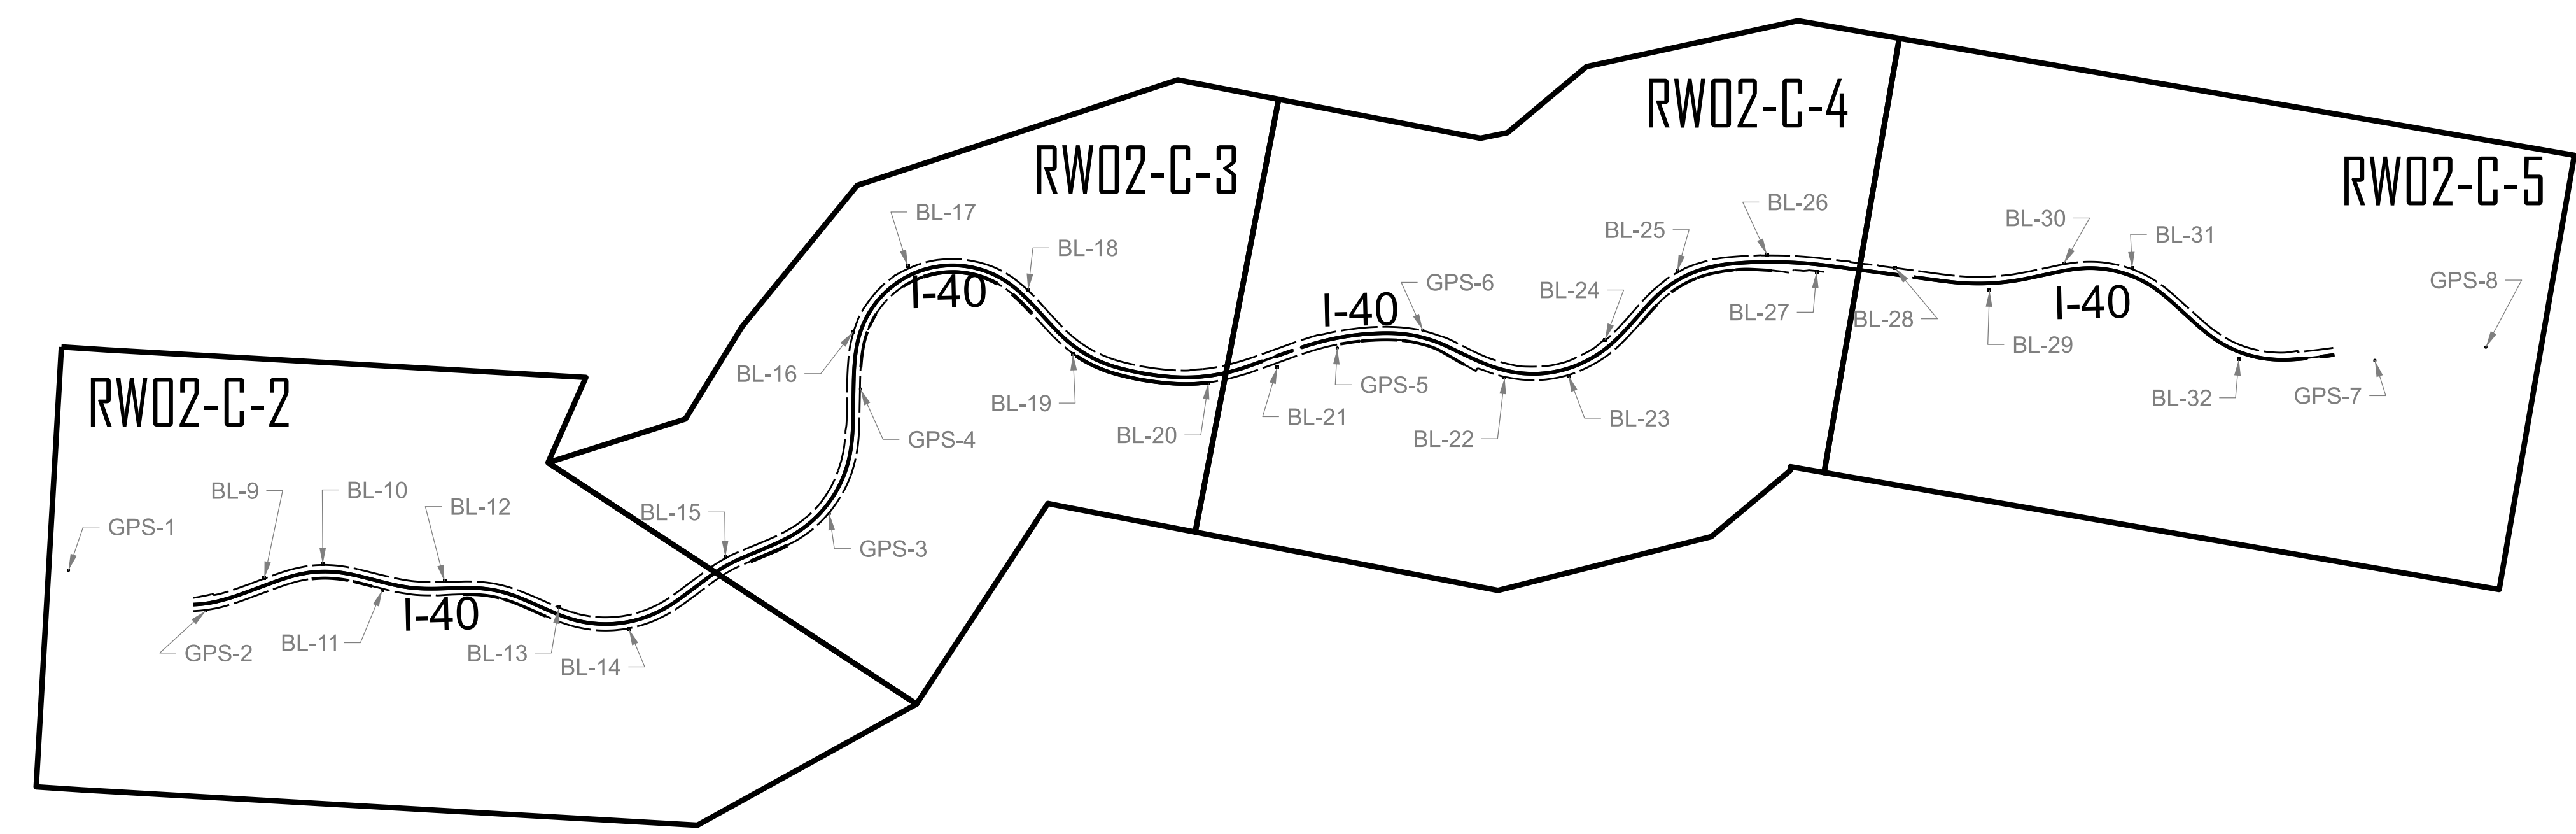 RW02-C-2
GPS-1
BL-9
BL-10
BL-12
I-40
GPS-2
BL-11
BL-13
BL-14
RW02-C-3
BL-17
BL-18
I-40
BL-16
BL-19
BL-20
GPS-4
BL-15
GPS-3
RW02-C-4
BL-26
BL-25
GPS-6
BL-24
I-40
BL-27
GPS-5
BL-21
BL-22
BL-23
RW02-C-5
BL-30
BL-31
GPS-8
I-40
BL-28
BL-29
BL-32
GPS-7